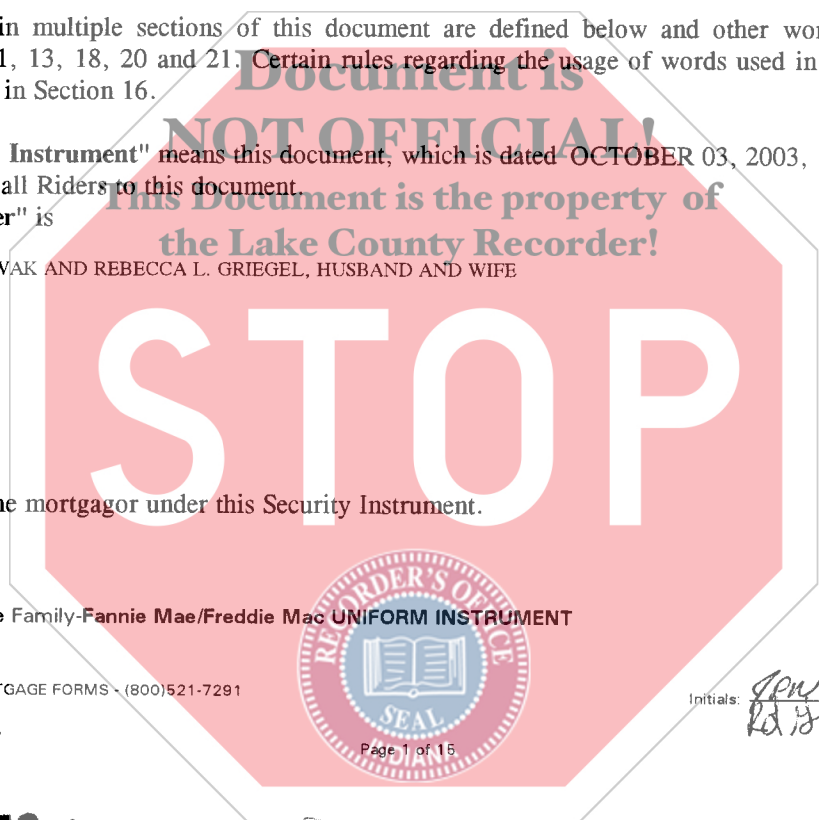 in multiple sections of this document are defined below and other wor
1, 13, 18, 20 and 21. Certain rules regarding the usage of words used in
in Section 16.
Document is
NOT OFFICIAL!
This Document is the property of
the Lake County Recorder!
Instrument" means this document, which is dated OCTOBER 03, 2003,
all Riders to this document.
er" is
VAK AND REBECCA L. GRIEGEL, HUSBAND AND WIFE
STOP
he mortgagor under this Security Instrument.
e Family-Fannie Mae/Freddie Mac UNIFORM INSTRUMENT
RECORDER'S OFFICE
SEAL
INDIANA
TGAGE FORMS - (800)521-7291
Initials:
Page 1 of 15